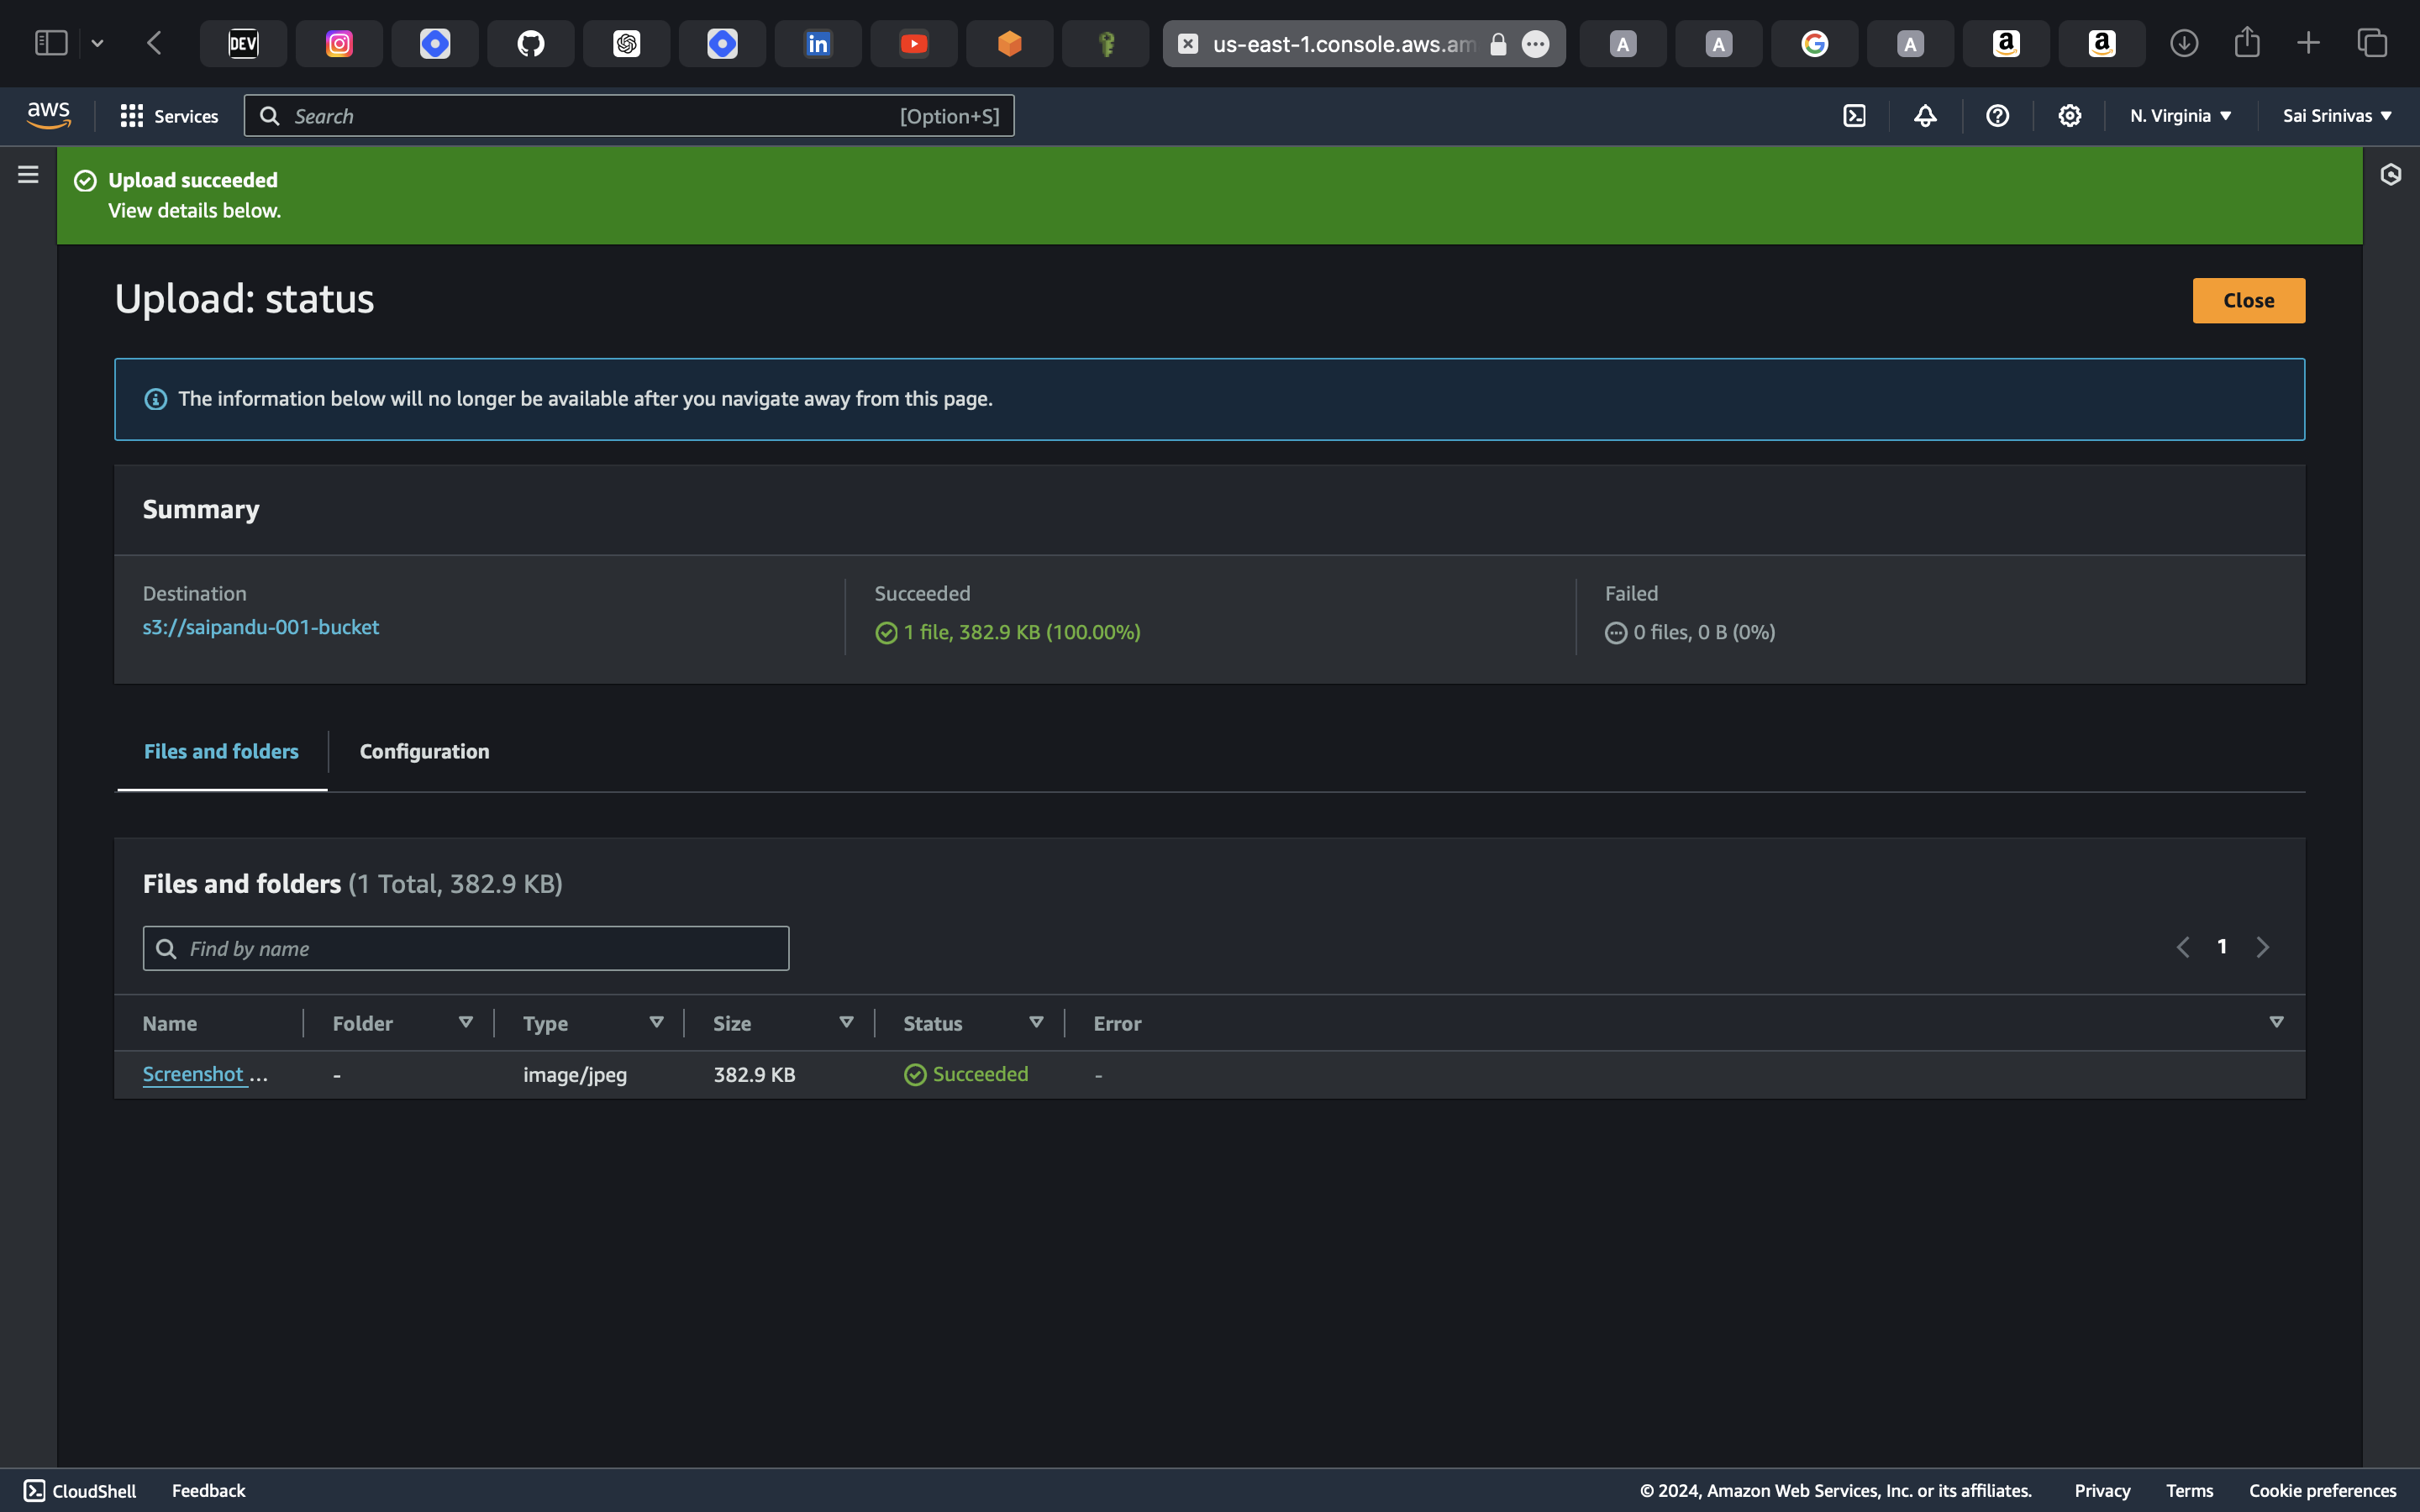 DEV in us-east-1.console.aws.am A A G A a a
aws Services Search [Option+S] N. Virginia Sai Srinivas
Upload succeeded
View details below.
Upload: status Close
The information below will no longer be available after you navigate away from this page.
Summary
Destination Succeeded Failed
s3://saipandu-001-bucket 1 file, 382.9 KB (100.00%) 0 files, 0 B (0%)
Files and folders Configuration
Files and folders (1 Total, 382.9 KB)
Find by name 1
Name Folder Type Size Status Error
Screenshot ... - image/jpeg 382.9 KB Succeeded -
CloudShell Feedback © 2024, Amazon Web Services, Inc. or its affiliates. Privacy Terms Cookie preferences